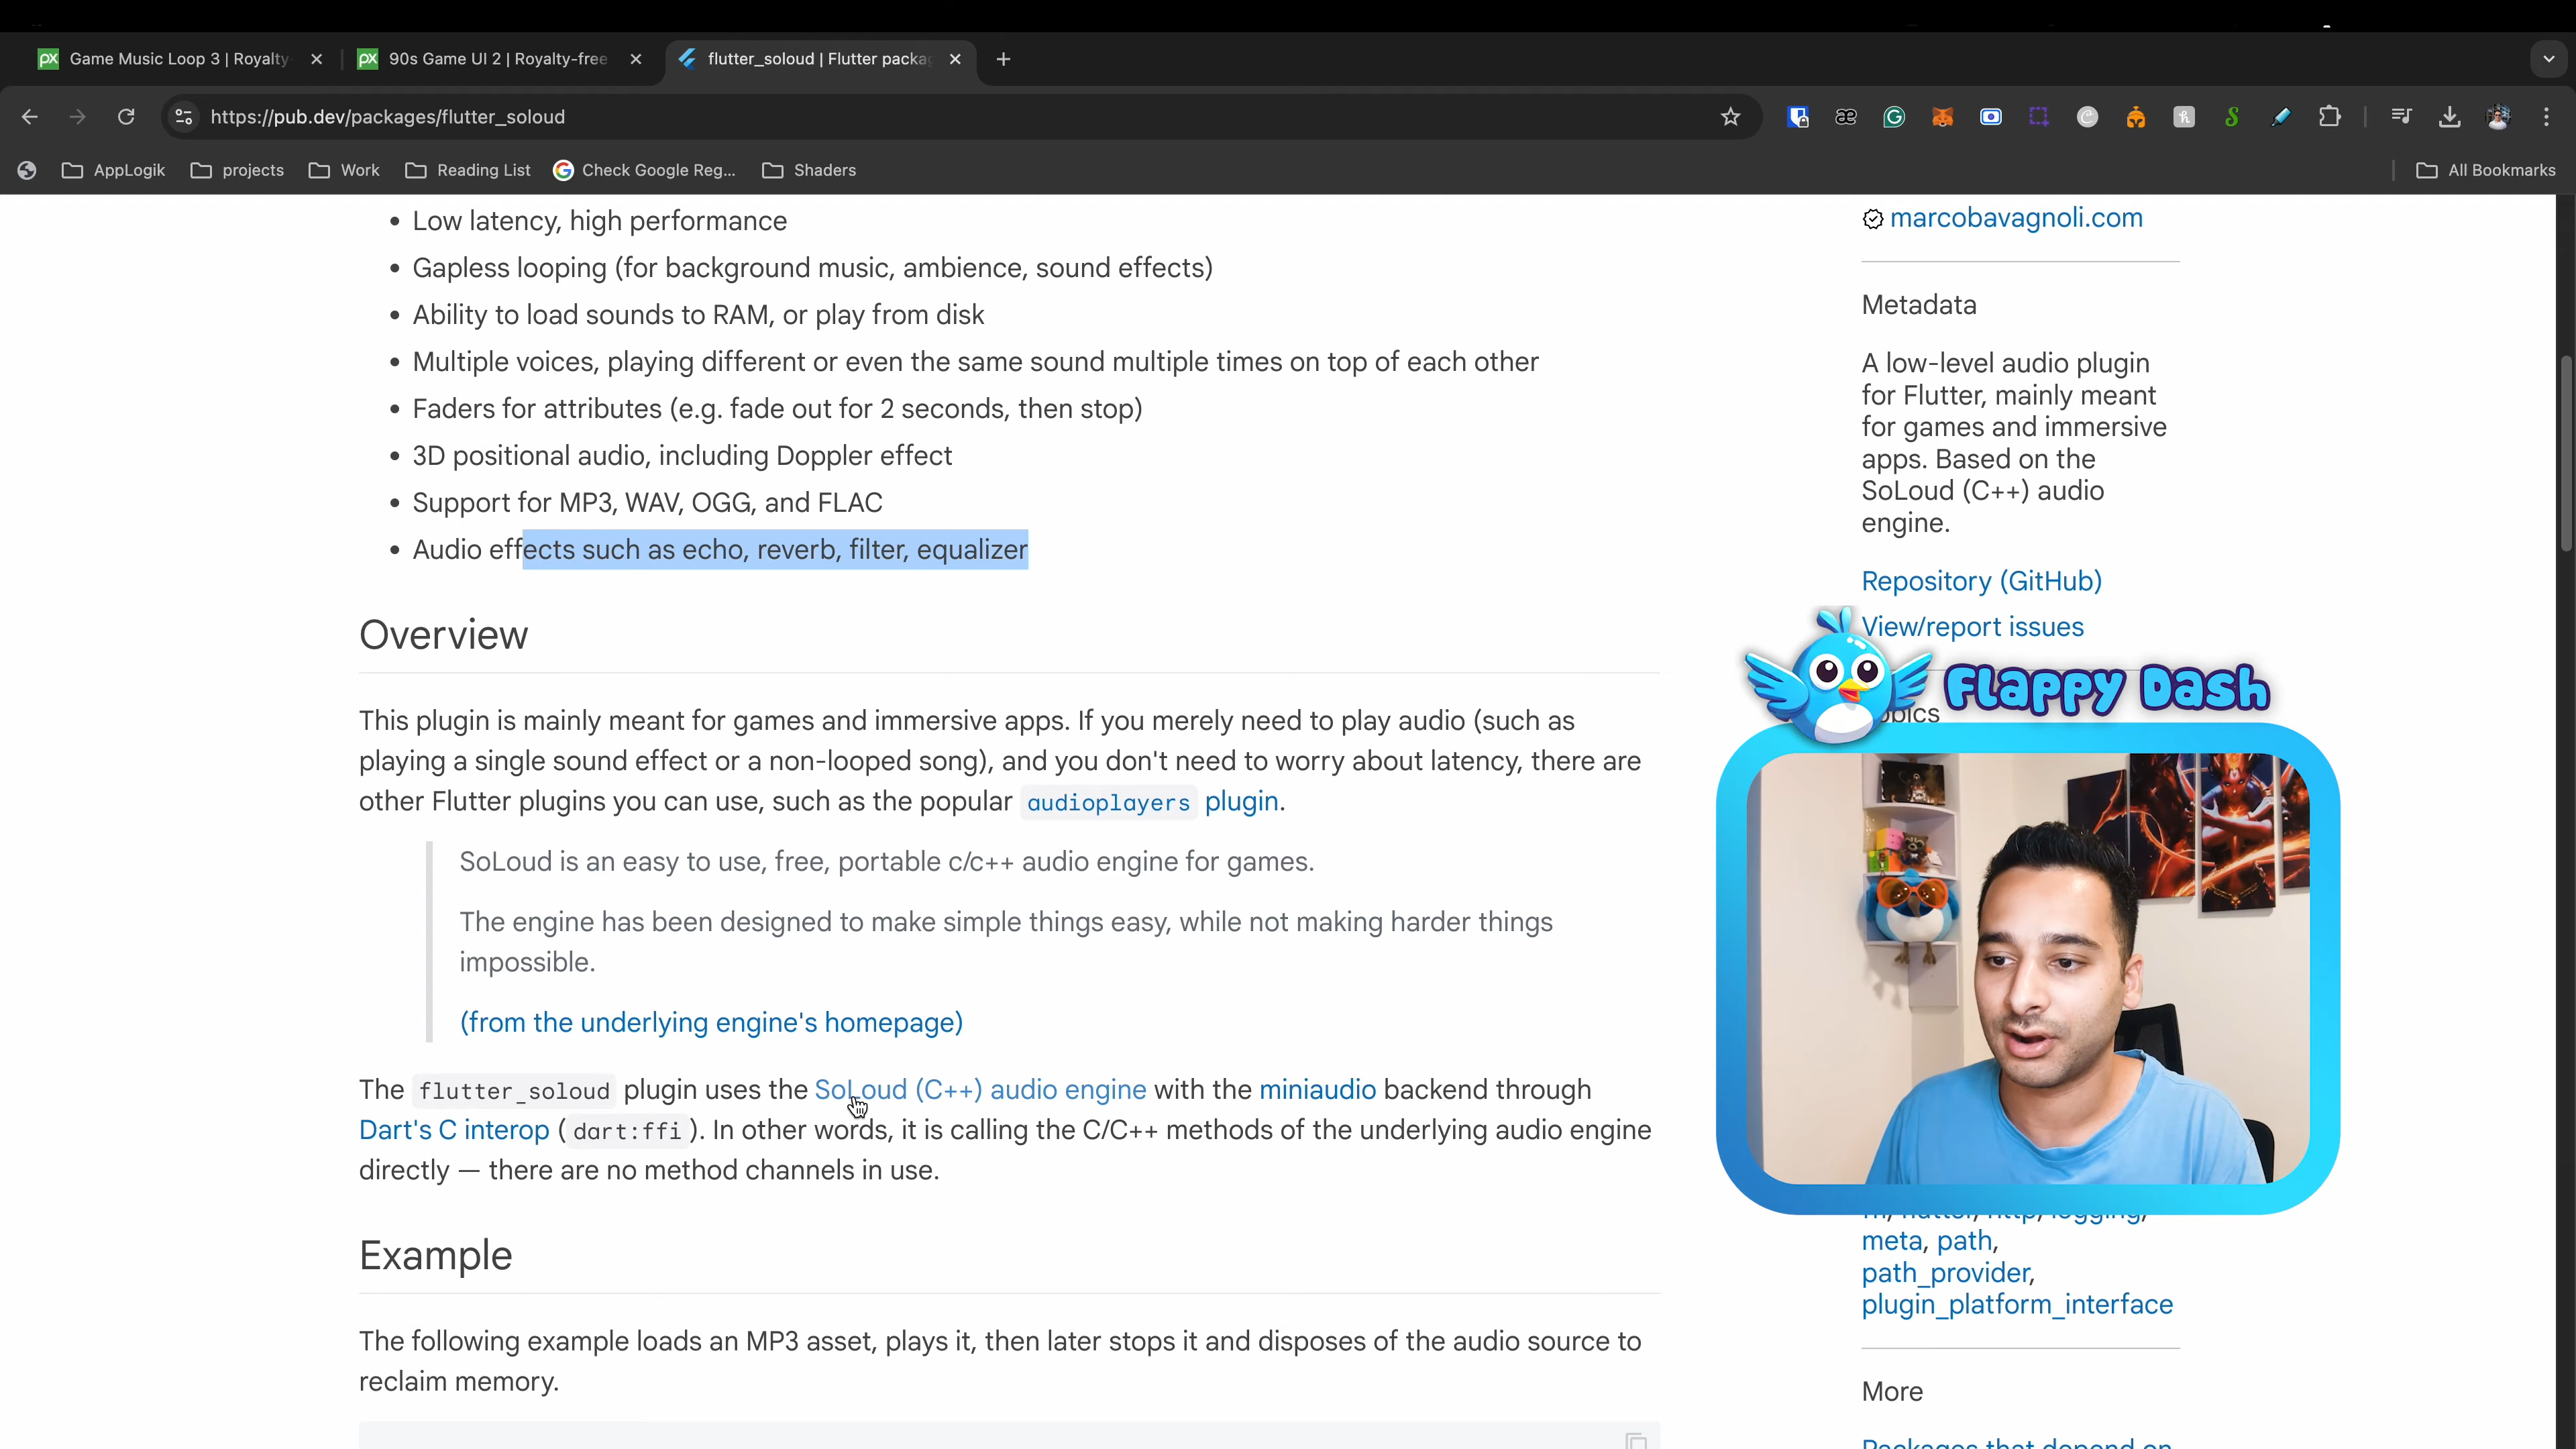 Game Music Loop 3 | Royalty
90s Game UI 2 | Royalty-free
flutter_soloud | Flutter packag
https://pub.dev/packages/flutter_soloud
AppLogik
projects
Work
Reading List
Check Google Reg...
Shaders
All Bookmarks
• Low latency, high performance
• Gapless looping (for background music, ambience, sound effects)
• Ability to load sounds to RAM, or play from disk
• Multiple voices, playing different or even the same sound multiple times on top of each other
• Faders for attributes (e.g. fade out for 2 seconds, then stop)
• 3D positional audio, including Doppler effect
• Support for MP3, WAV, OGG, and FLAC
• Audio effects such as echo, reverb, filter, equalizer
Overview
This plugin is mainly meant for games and immersive apps. If you merely need to play audio (such as
playing a single sound effect or a non-looped song), and you don't need to worry about latency, there are
other Flutter plugins you can use, such as the popular audioplayers plugin.
SoLoud is an easy to use, free, portable c/c++ audio engine for games.
The engine has been designed to make simple things easy, while not making harder things
impossible.
(from the underlying engine's homepage)
The flutter_soloud plugin uses the SoLoud (C++) audio engine with the miniaudio backend through
Dart's C interop (dart:ffi). In other words, it is calling the C/C++ methods of the underlying audio engine
directly — there are no method channels in use.
Example
The following example loads an MP3 asset, plays it, then later stops it and disposes of the audio source to
reclaim memory.
marcobavagnoli.com
Metadata
A low-level audio plugin
for Flutter, mainly meant
for games and immersive
apps. Based on the
SoLoud (C++) audio
engine.
Repository (GitHub)
View/report issues
Flappy Dash
flutter, http, logging,
meta, path,
path_provider,
plugin_platform_interface
More
Packages that depend on